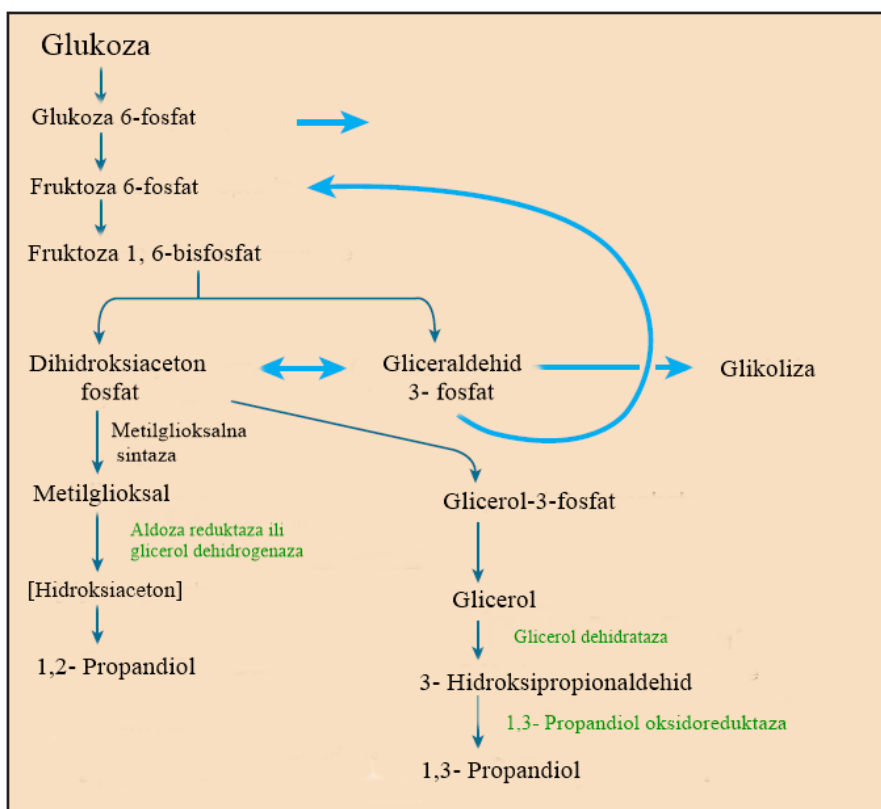 Glukoza
Glukoza 6-fosfat
Fruktoza 6-fosfat
Fruktoza 1, 6-bisfosfat
Dihidroksiaceton
fosfat
Gliceraldehid
3- fosfat
Glikoliza
Metilglioksalna
sintaza
Metilglioksal
Glicerol-3-fosfat
Aldoza reduktaza ili
glicerol dehidrogenaza
[Hidroksiaceton]
Glicerol
Glicerol dehidrataza
1,2- Propandiol
3- Hidroksipropionaldehid
1,3- Propandiol oksidoreduktaza
1,3- Propandiol